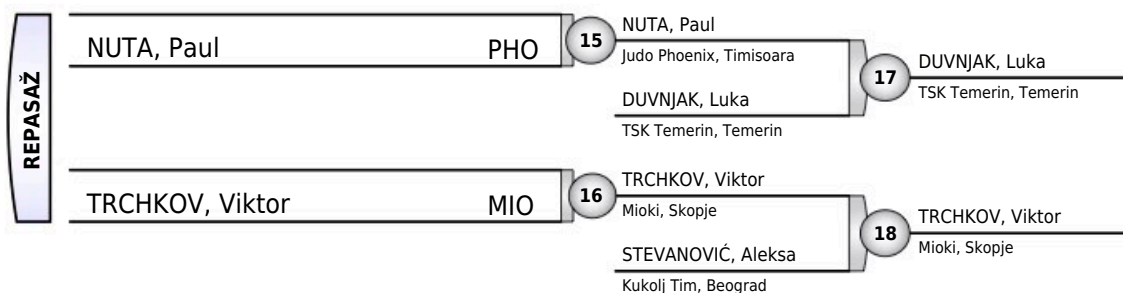 REPASAŽ
NUTA, Paul PHO
15
NUTA, Paul
Judo Phoenix, Timisoara
DUVNJAK, Luka
TSK Temerin, Temerin
17
DUVNJAK, Luka
TSK Temerin, Temerin
TRCHKOV, Viktor MIO
16
TRCHKOV, Viktor
Mioki, Skopje
STEVANOVIĆ, Aleksa
Kukolj Tim, Beograd
18
TRCHKOV, Viktor
Mioki, Skopje